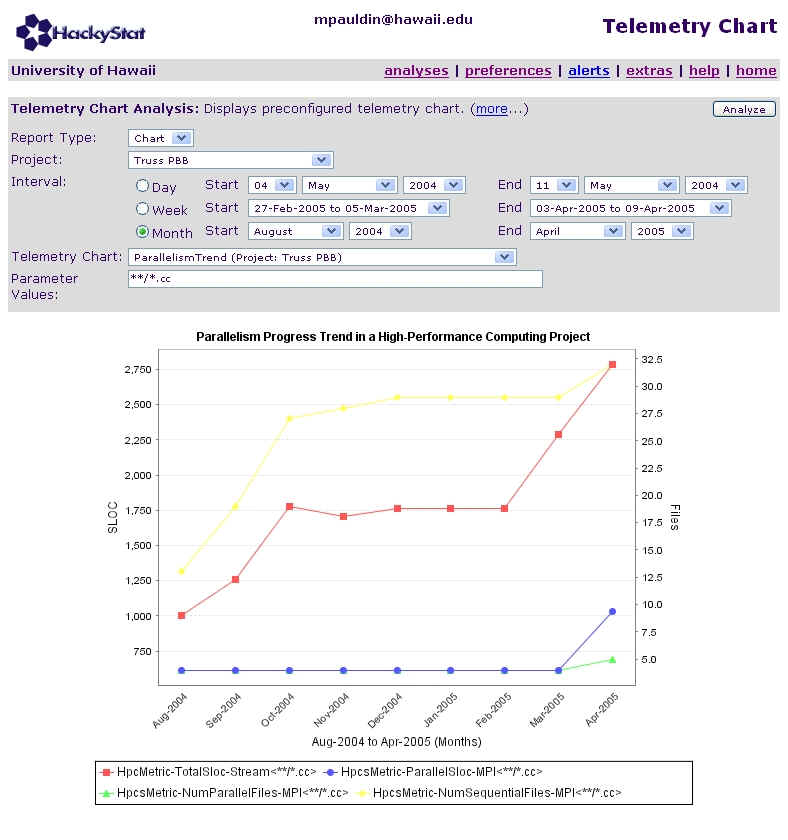 mpauldin@hawaii.edu
HackyStat
Telemetry Chart
University of Hawaii
analyses | preferences | alerts | extras | help | home
Telemetry Chart Analysis: Displays preconfigured telemetry chart. (more...)
Analyze
Report Type: Chart
Project: Truss PBB
Interval:
Day Start 04 May 2004 End 11 May 2004
Week Start 27-Feb-2005 to 05-Mar-2005 End 03-Apr-2005 to 09-Apr-2005
Month Start August 2004 End April 2005
Telemetry Chart: ParallelismTrend (Project: Truss PBB)
Parameter Values: **/*.cc
Parallelism Progress Trend in a High-Performance Computing Project
SLOC
2,750
2,500
2,250
2,000
1,750
1,500
1,250
1,000
750
32.5
30.0
27.5
25.0
22.5
20.0
17.5
15.0
12.5
10.0
7.5
5.0
Files
Aug-2004
Sep-2004
Oct-2004
Nov-2004
Dec-2004
Jan-2005
Feb-2005
Mar-2005
Apr-2005
Aug-2004 to Apr-2005 (Months)
HpcMetric-TotalSloc-Stream<**/*.cc> HpcsMetric-ParallelSloc-MPI<**/*.cc>
HpcsMetric-NumParallelFiles-MPI<**/*.cc> HpcsMetric-NumSequentialFiles-MPI<**/*.cc>